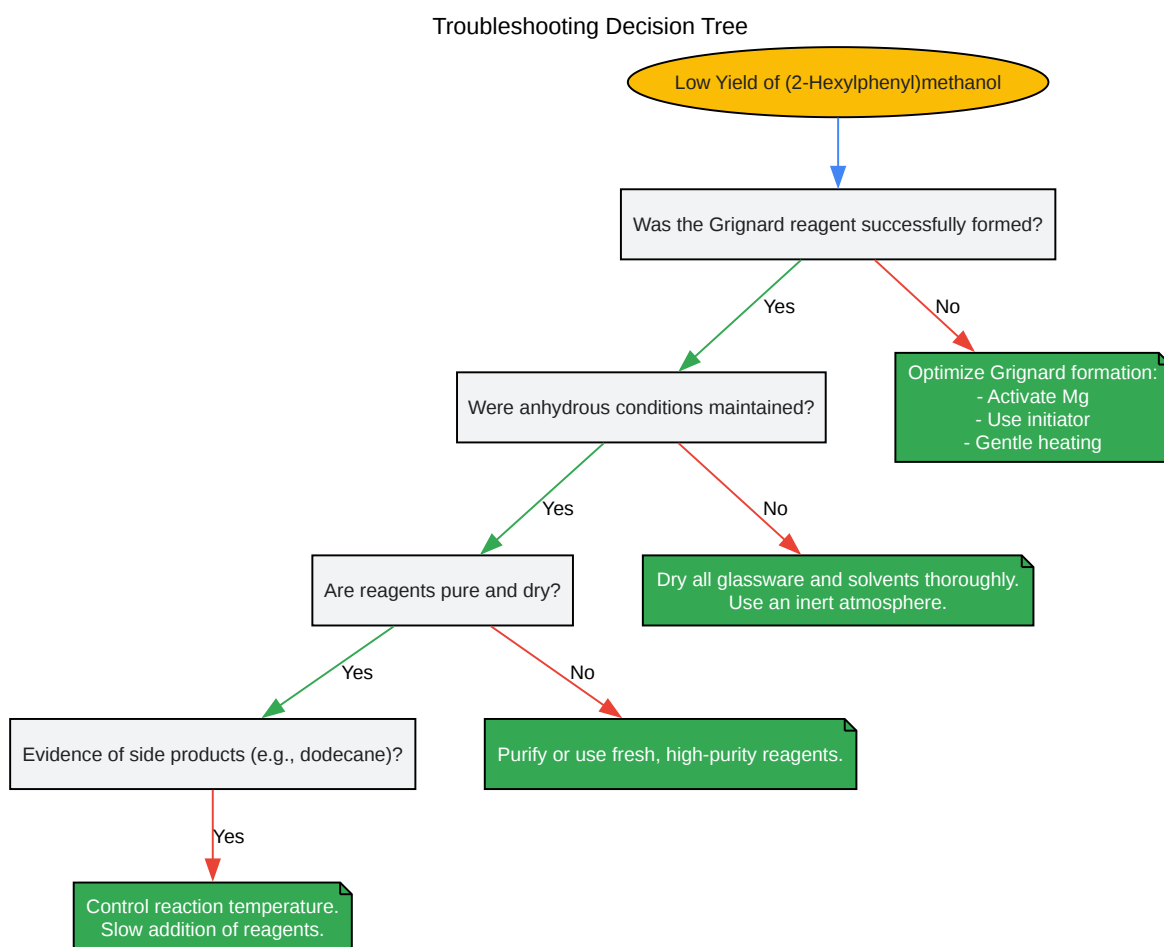 Troubleshooting Decision Tree
Low Yield of (2-Hexylphenyl)methanol
Was the Grignard reagent successfully formed?
Yes
No
Optimize Grignard formation:
- Activate Mg
- Use initiator
- Gentle heating
Were anhydrous conditions maintained?
Yes
No
Dry all glassware and solvents thoroughly.
Use an inert atmosphere.
Are reagents pure and dry?
Yes
No
Evidence of side products (e.g., dodecane)?
Purify or use fresh, high-purity reagents.
Yes
Control reaction temperature.
Slow addition of reagents.